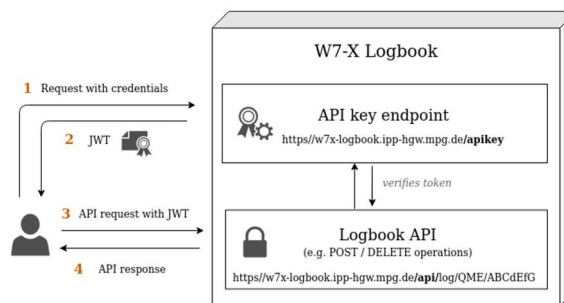 W7-X Logbook
1 Request with credentials
2 JWT
API key endpoint
https//w7x-logbook.ipp-hgw.mpg.de/apikey
verifies token
3 API request with JWT
4 API response
Logbook API
(e.g. POST / DELETE operations)
https//w7x-logbook.ipp-hgw.mpg.de/api/log/QME/ABCdEfG